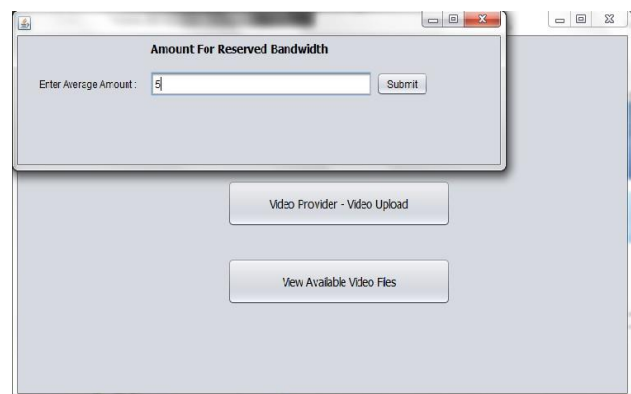 Amount For Reserved Bandwidth
Enter Average Amount :
5
Submit
Video Provider - Video Upload
View Available Video Files